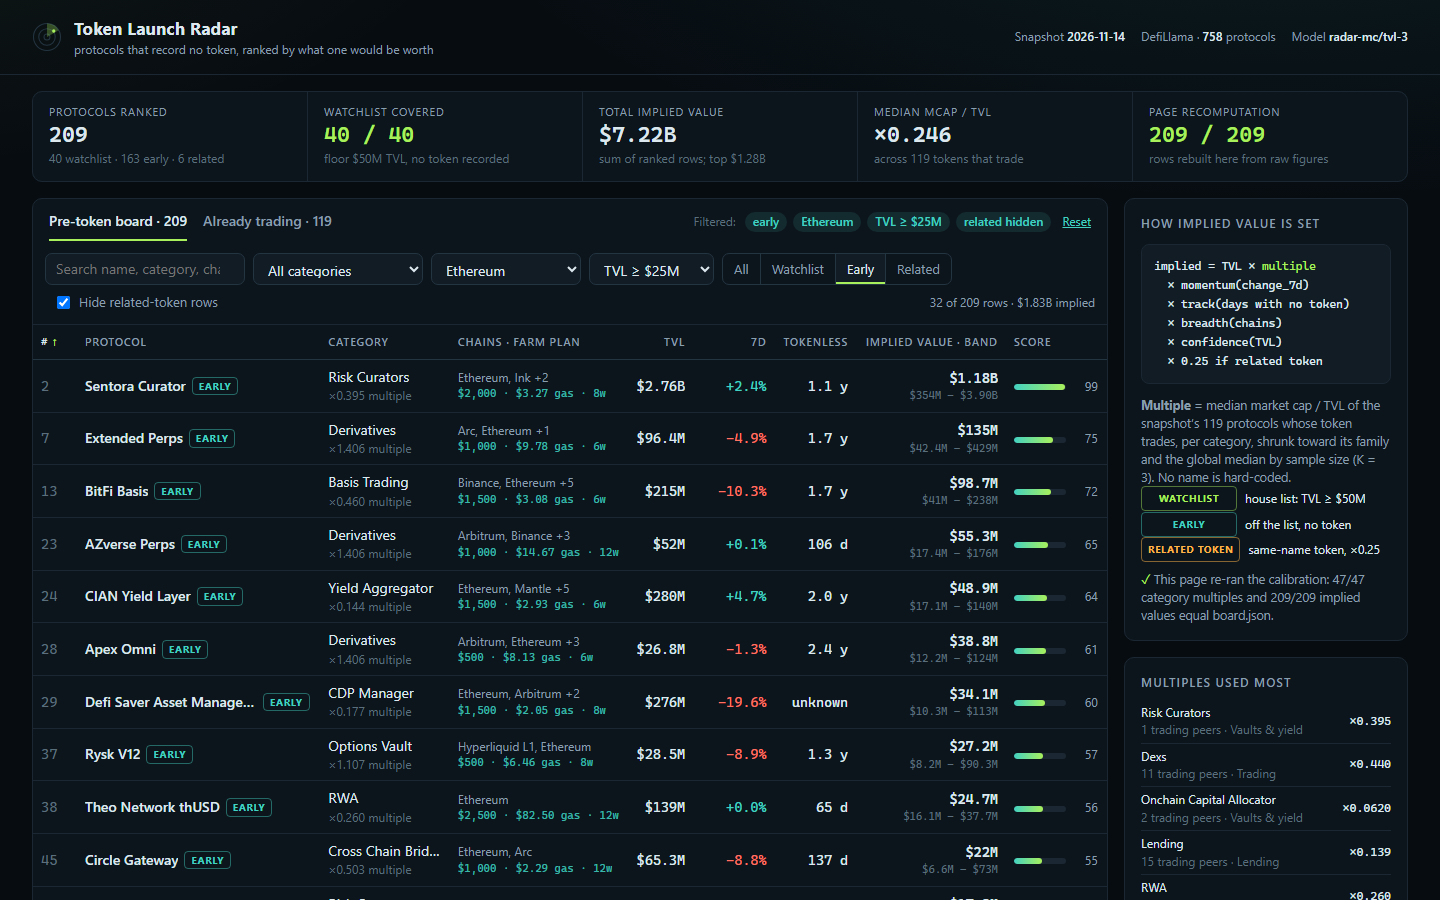 Token Launch Radar
protocols that record no token, ranked by what one would be worth
Snapshot 2026-11-14 DefiLlama · 758 protocols Model radar-mc/tvl-3
PROTOCOLS RANKED
209
40 watchlist · 163 early · 6 related
WATCHLIST COVERED
40 / 40
floor $50M TVL, no token recorded
TOTAL IMPLIED VALUE
$7.22B
sum of ranked rows; top $1.28B
MEDIAN MCAP / TVL
×0.246
across 119 tokens that trade
PAGE RECOMPUTATION
209 / 209
rows rebuilt here from raw figures
Pre-token board · 209 Already trading · 119
Filtered: early Ethereum TVL ≥ $25M related hidden Reset
Search name, category, cha All categories Ethereum TVL ≥ $25M All Watchlist Early Related
Hide related-token rows
32 of 209 rows · $1.83B implied
# ↑ PROTOCOL CATEGORY CHAINS · FARM PLAN TVL 7D TOKENLESS IMPLIED VALUE · BAND SCORE
2 Sentora Curator EARLY Risk Curators Ethereum, Ink +2 $2.76B +2.4% 1.1 y $1.18B 99
×0.395 multiple $2,000 · $3.27 gas · 8w $354M – $3.90B
7 Extended Perps EARLY Derivatives Arc, Ethereum +1 $96.4M −4.9% 1.7 y $135M 75
×1.406 multiple $1,000 · $9.78 gas · 6w $42.4M – $429M
13 BitFi Basis EARLY Basis Trading Binance, Ethereum +5 $215M −10.3% 1.7 y $98.7M 72
×0.460 multiple $1,500 · $3.08 gas · 6w $41M – $238M
23 AZverse Perps EARLY Derivatives Arbitrum, Binance +3 $52M +0.1% 106 d $55.3M 65
×1.406 multiple $1,000 · $14.67 gas · 12w $17.4M – $176M
24 CIAN Yield Layer EARLY Yield Aggregator Ethereum, Mantle +5 $280M +4.7% 2.0 y $48.9M 64
×0.144 multiple $1,500 · $2.93 gas · 6w $17.1M – $140M
28 Apex Omni EARLY Derivatives Arbitrum, Ethereum +3 $26.8M −1.3% 2.4 y $38.8M 61
×1.406 multiple $500 · $8.13 gas · 6w $12.2M – $124M
29 Defi Saver Asset Manage... EARLY CDP Manager Ethereum, Arbitrum +2 $276M −19.6% unknown $34.1M 60
×0.177 multiple $1,500 · $2.05 gas · 8w $10.3M – $113M
37 Rysk V12 EARLY Options Vault Hyperliquid L1, Ethereum $28.5M −8.9% 1.3 y $27.2M 57
×1.107 multiple $500 · $6.46 gas · 8w $8.2M – $90.3M
38 Theo Network thUSD EARLY RWA Ethereum $139M +0.0% 65 d $24.7M 56
×0.260 multiple $2,500 · $82.50 gas · 12w $16.1M – $37.7M
45 Circle Gateway EARLY Cross Chain Brid... Ethereum, Arc $65.3M −8.8% 137 d $22M 55
×0.503 multiple $1,000 · $2.29 gas · 12w $6.6M – $73M
HOW IMPLIED VALUE IS SET
implied = TVL × multiple
× momentum(change_7d)
× track(days with no token)
× breadth(chains)
× confidence(TVL)
× 0.25 if related token
Multiple = median market cap / TVL of the
snapshot's 119 protocols whose token
trades, per category, shrunk toward its family
and the global median by sample size (K =
3). No name is hard-coded.
WATCHLIST house list: TVL ≥ $50M
EARLY off the list, no token
RELATED TOKEN same-name token, ×0.25
✓ This page re-ran the calibration: 47/47
category multiples and 209/209 implied
values equal board.json.
MULTIPLES USED MOST
Risk Curators ×0.395
1 trading peers · Vaults & yield
Dexs ×0.440
11 trading peers · Trading
Onchain Capital Allocator ×0.0620
2 trading peers · Vaults & yield
Lending ×0.139
15 trading peers · Lending
RWA ×0.260